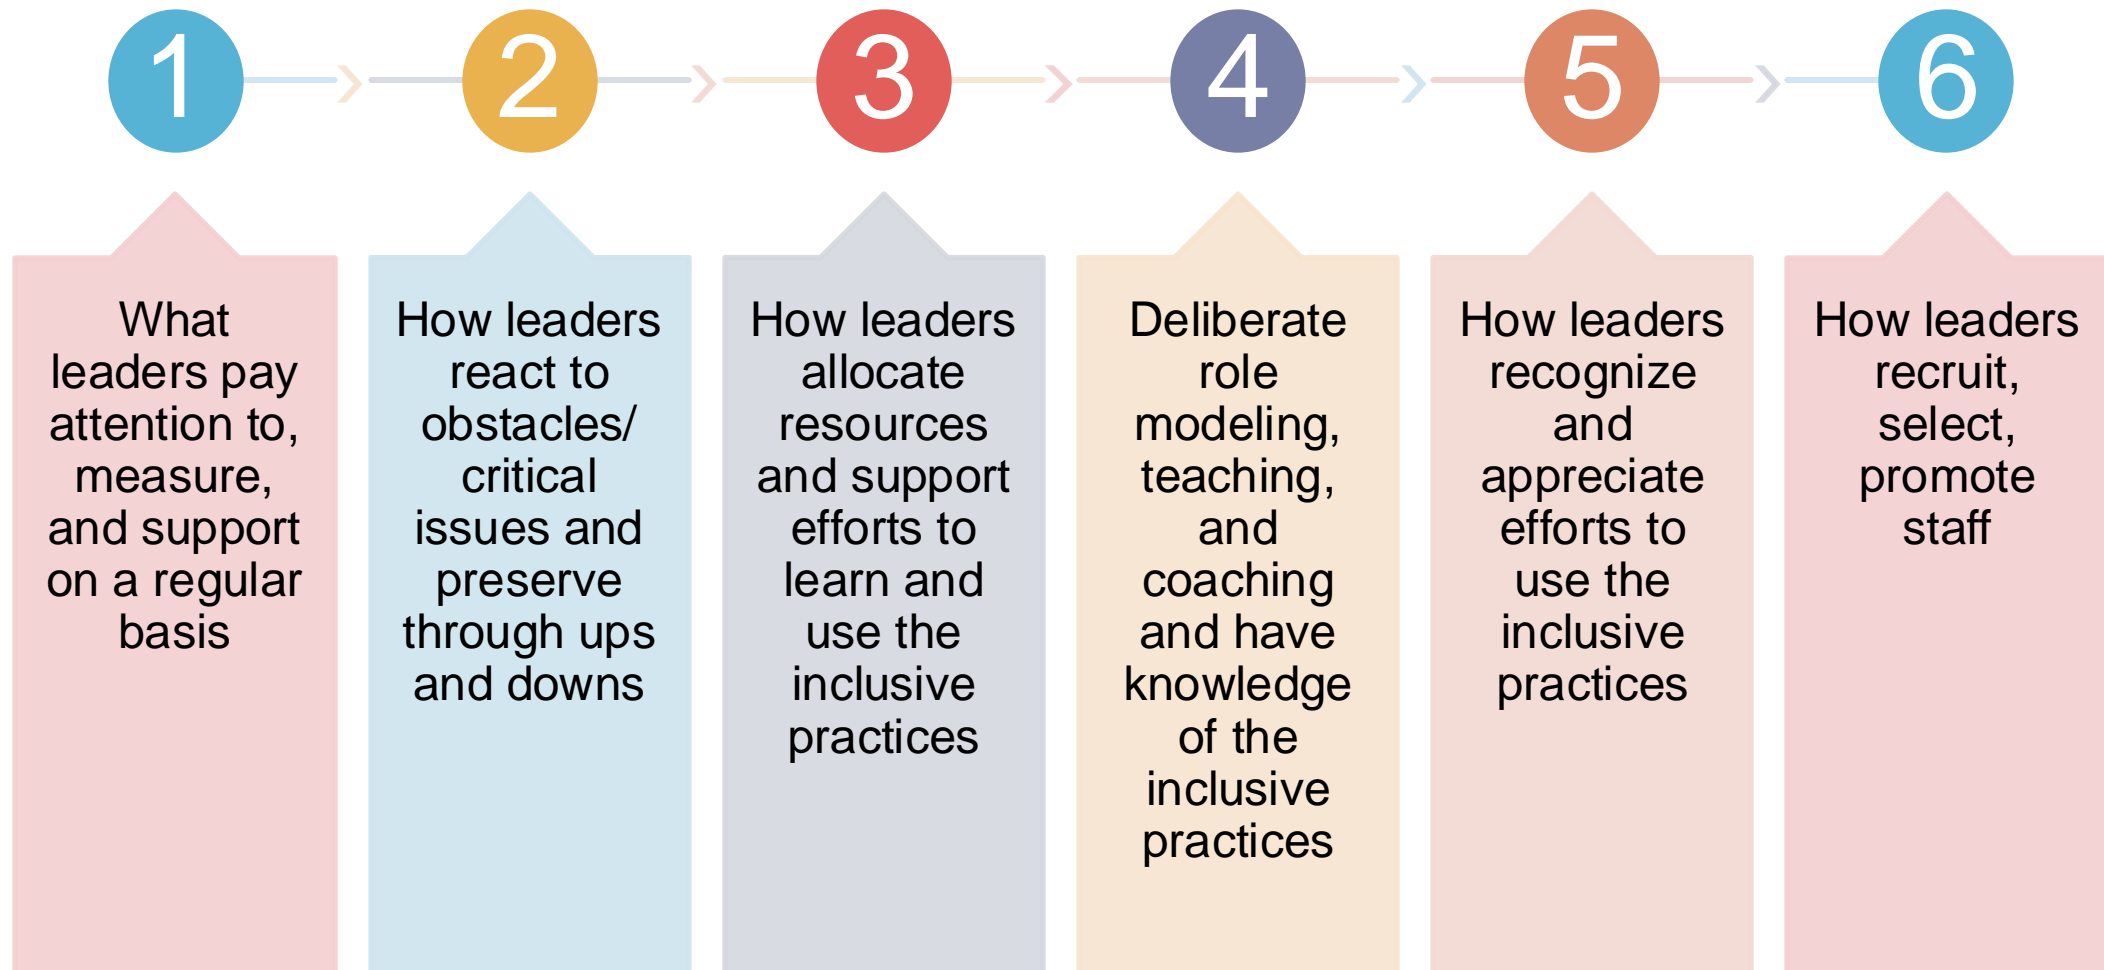 1
2
3
4
5
6
What
leaders pay
attention to,
measure,
and support
on a regular
basis
How leaders
react to
obstacles/
critical
issues and
preserve
through ups
and downs
How leaders
allocate
resources
and support
efforts to
learn and
use the
inclusive
practices
Deliberate
role
modeling,
teaching,
and
coaching
and have
knowledge
of the
inclusive
practices
How leaders
recognize
and
appreciate
efforts to
use the
inclusive
practices
How leaders
recruit,
select,
promote
staff